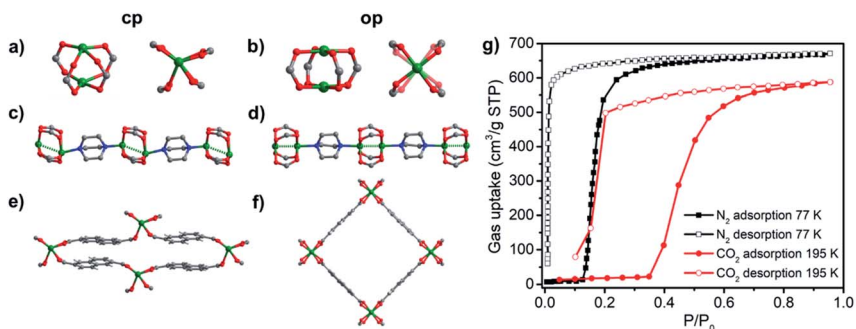 cp
op
a)
b)
c)
d)
e)
f)
g)
Gas uptake (cm³/g STP)
700
600
500
400
300
200
100
0
N₂ adsorption 77 K
N₂ desorption 77 K
CO₂ adsorption 195 K
CO₂ desorption 195 K
0.0 0.2 0.4 0.6 0.8 1.0
P/P₀